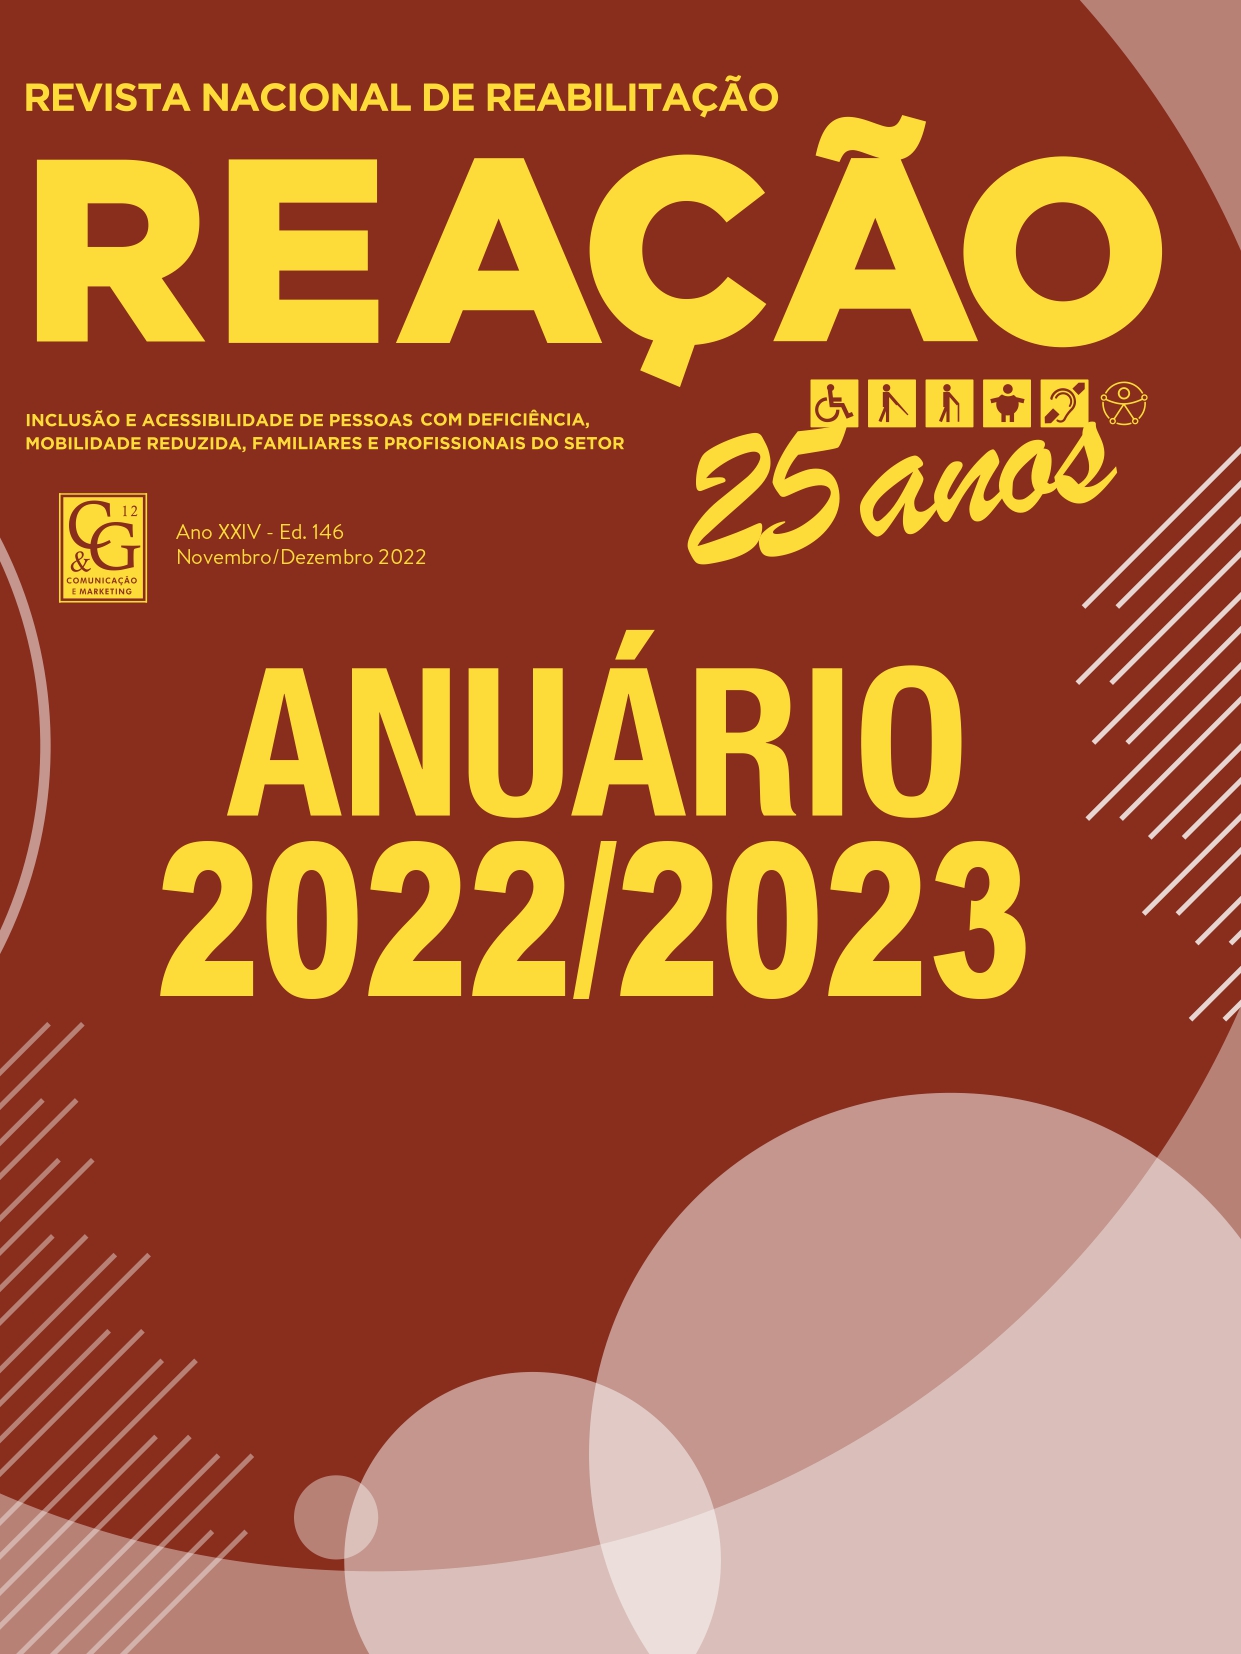 REVISTA NACIONAL DE REABILITAÇÃO
REAÇÃO
INCLUSÃO E ACESSIBILIDADE DE PESSOAS COM DEFICIÊNCIA,
MOBILIDADE REDUZIDA, FAMILIARES E PROFISSIONAIS DO SETOR
25 anos
C&G 12
COMUNICAÇÃO
E MARKETING
Ano XXIV - Ed. 146
Novembro/Dezembro 2022
ANUÁRIO
2022/2023